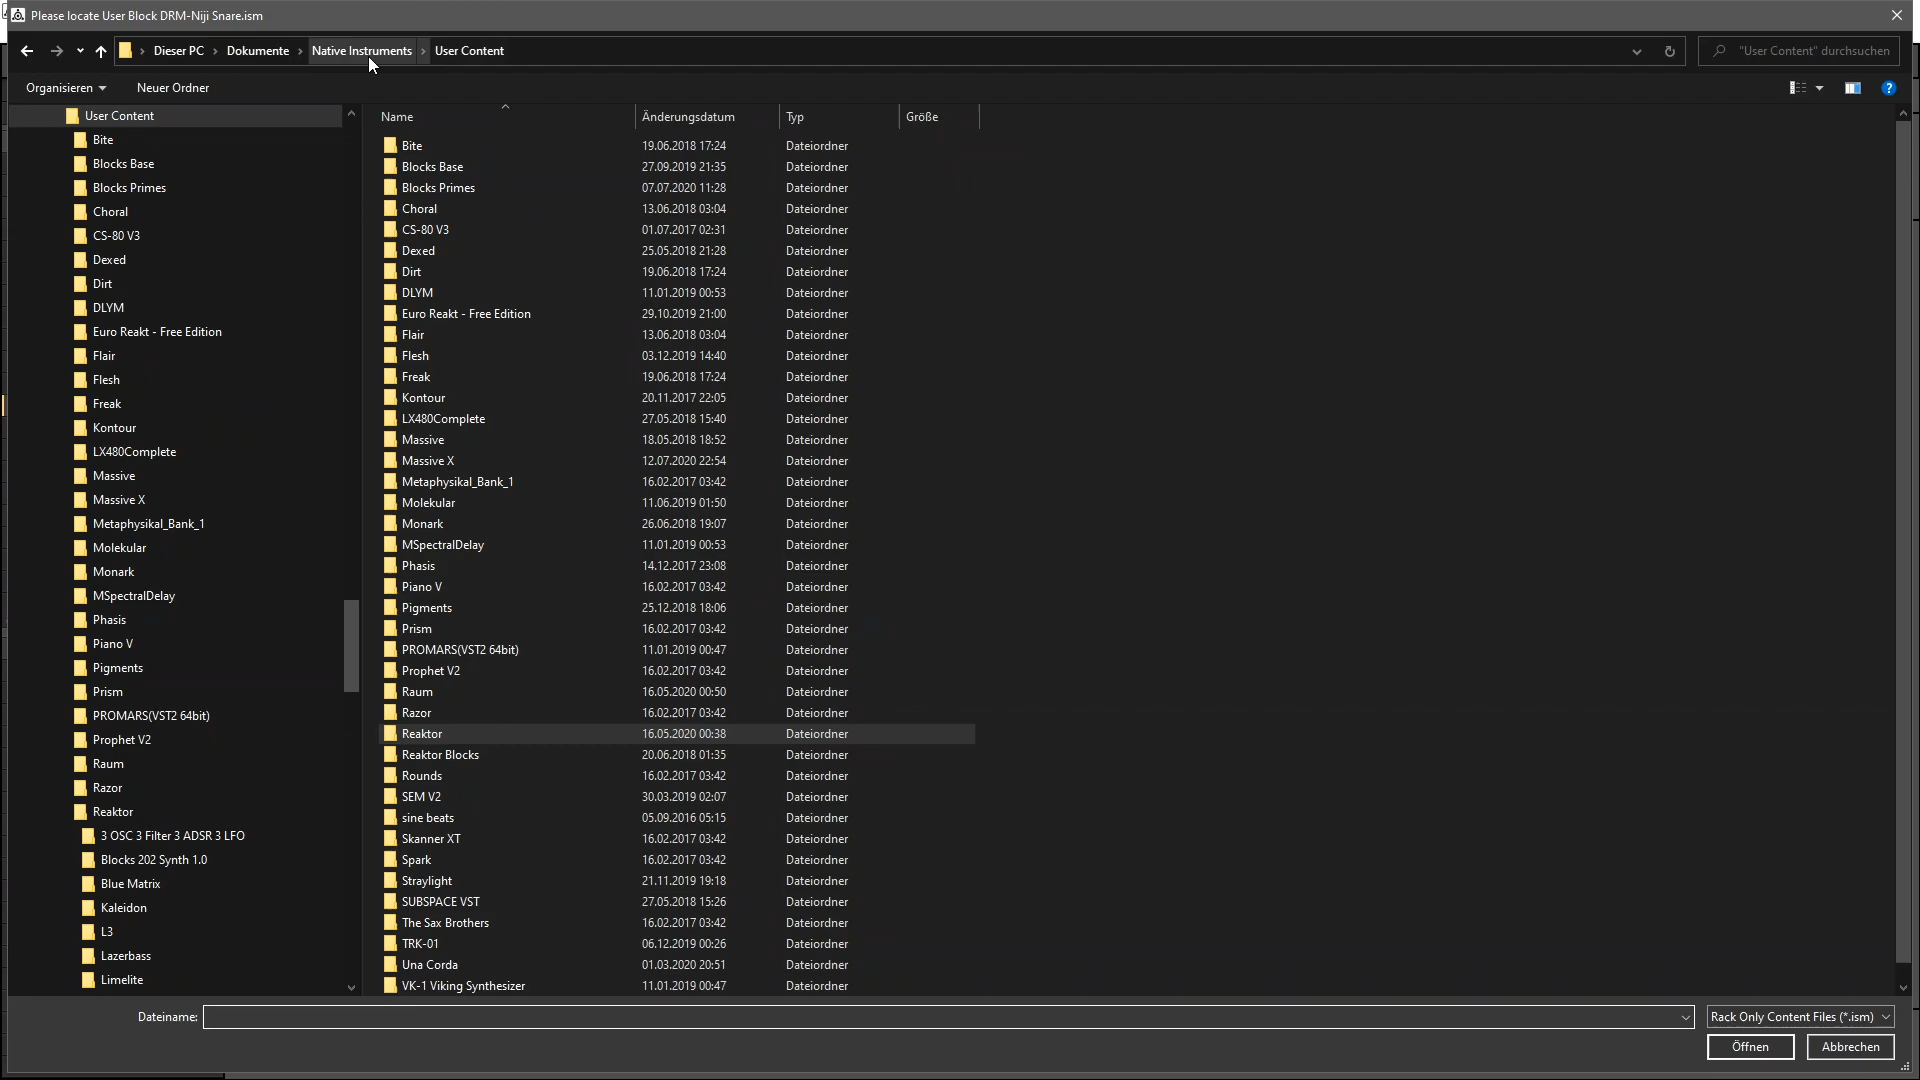 Please locate User Block DRM-Niji Snare.ism
Dieser PC
Dokumente
Native Instruments
User Content
"User Content" durchsuchen
Organisieren
Neuer Ordner
User Content
Bite
Blocks Base
Blocks Primes
Choral
CS-80 V3
Dexed
Dirt
DLYM
Euro Reakt - Free Edition
Flair
Flesh
Freak
Kontour
LX480Complete
Massive
Massive X
Metaphysikal_Bank_1
Molekular
Monark
MSpectralDelay
Phasis
Piano V
Pigments
Prism
PROMARS(VST2 64bit)
Prophet V2
Raum
Razor
Reaktor
3 OSC 3 Filter 3 ADSR 3 LFO
Blocks 202 Synth 1.0
Blue Matrix
Kaleidon
L3
Lazerbass
Limelite
Name Änderungsdatum Typ Größe
Bite 19.06.2018 17:24 Dateiordner
Blocks Base 27.09.2019 21:35 Dateiordner
Blocks Primes 07.07.2020 11:28 Dateiordner
Choral 13.06.2018 03:04 Dateiordner
CS-80 V3 01.07.2017 02:31 Dateiordner
Dexed 25.05.2018 21:28 Dateiordner
Dirt 19.06.2018 17:24 Dateiordner
DLYM 11.01.2019 00:53 Dateiordner
Euro Reakt - Free Edition 29.10.2019 21:00 Dateiordner
Flair 13.06.2018 03:04 Dateiordner
Flesh 03.12.2019 14:40 Dateiordner
Freak 19.06.2018 17:24 Dateiordner
Kontour 20.11.2017 22:05 Dateiordner
LX480Complete 27.05.2018 15:40 Dateiordner
Massive 18.05.2018 18:52 Dateiordner
Massive X 12.07.2020 22:54 Dateiordner
Metaphysikal_Bank_1 16.02.2017 03:42 Dateiordner
Molekular 11.06.2019 01:50 Dateiordner
Monark 26.06.2018 19:07 Dateiordner
MSpectralDelay 11.01.2019 00:53 Dateiordner
Phasis 14.12.2017 23:08 Dateiordner
Piano V 16.02.2017 03:42 Dateiordner
Pigments 25.12.2018 18:06 Dateiordner
Prism 16.02.2017 03:42 Dateiordner
PROMARS(VST2 64bit) 11.01.2019 00:47 Dateiordner
Prophet V2 16.02.2017 03:42 Dateiordner
Raum 16.05.2020 00:50 Dateiordner
Razor 16.02.2017 03:42 Dateiordner
Reaktor 16.05.2020 00:38 Dateiordner
Reaktor Blocks 20.06.2018 01:35 Dateiordner
Rounds 16.02.2017 03:42 Dateiordner
SEM V2 30.03.2019 02:07 Dateiordner
sine beats 05.09.2016 05:15 Dateiordner
Skanner XT 16.02.2017 03:42 Dateiordner
Spark 16.02.2017 03:42 Dateiordner
Straylight 21.11.2019 19:18 Dateiordner
SUBSPACE VST 27.05.2018 15:26 Dateiordner
The Sax Brothers 16.02.2017 03:42 Dateiordner
TRK-01 06.12.2019 00:26 Dateiordner
Una Corda 01.03.2020 20:51 Dateiordner
VK-1 Viking Synthesizer 11.01.2019 00:47 Dateiordner
Dateiname:
Rack Only Content Files (*.ism)
Öffnen
Abbrechen